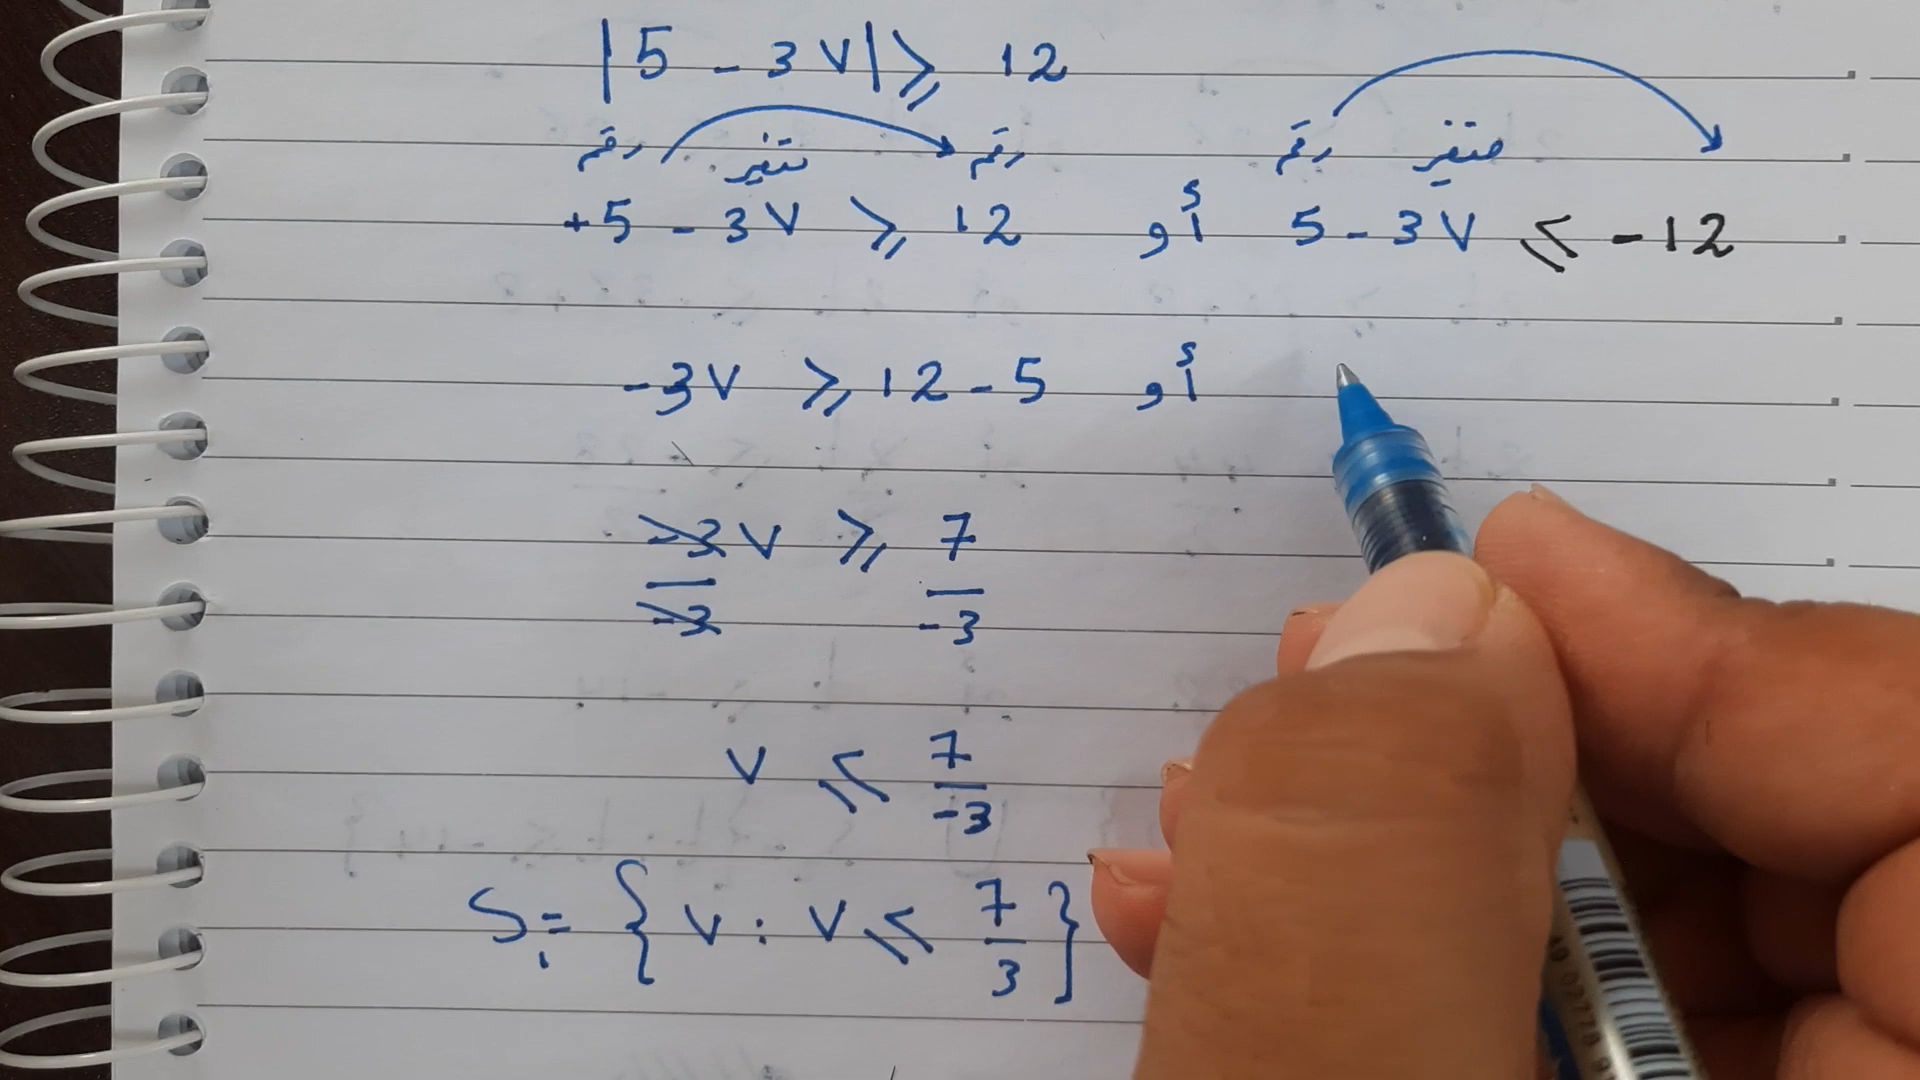 |5 - 3V| ⩾ 12
رقم متغير رقم رقم متغير
+5 - 3V ⩾ 12 أو 5 - 3V ⩽ -12
-3V ⩾ 12 - 5 أو
-3V ⩾ 7
-3 -3
V ⩽ 7/-3
S₁ = { V : V ⩽ 7/3 }